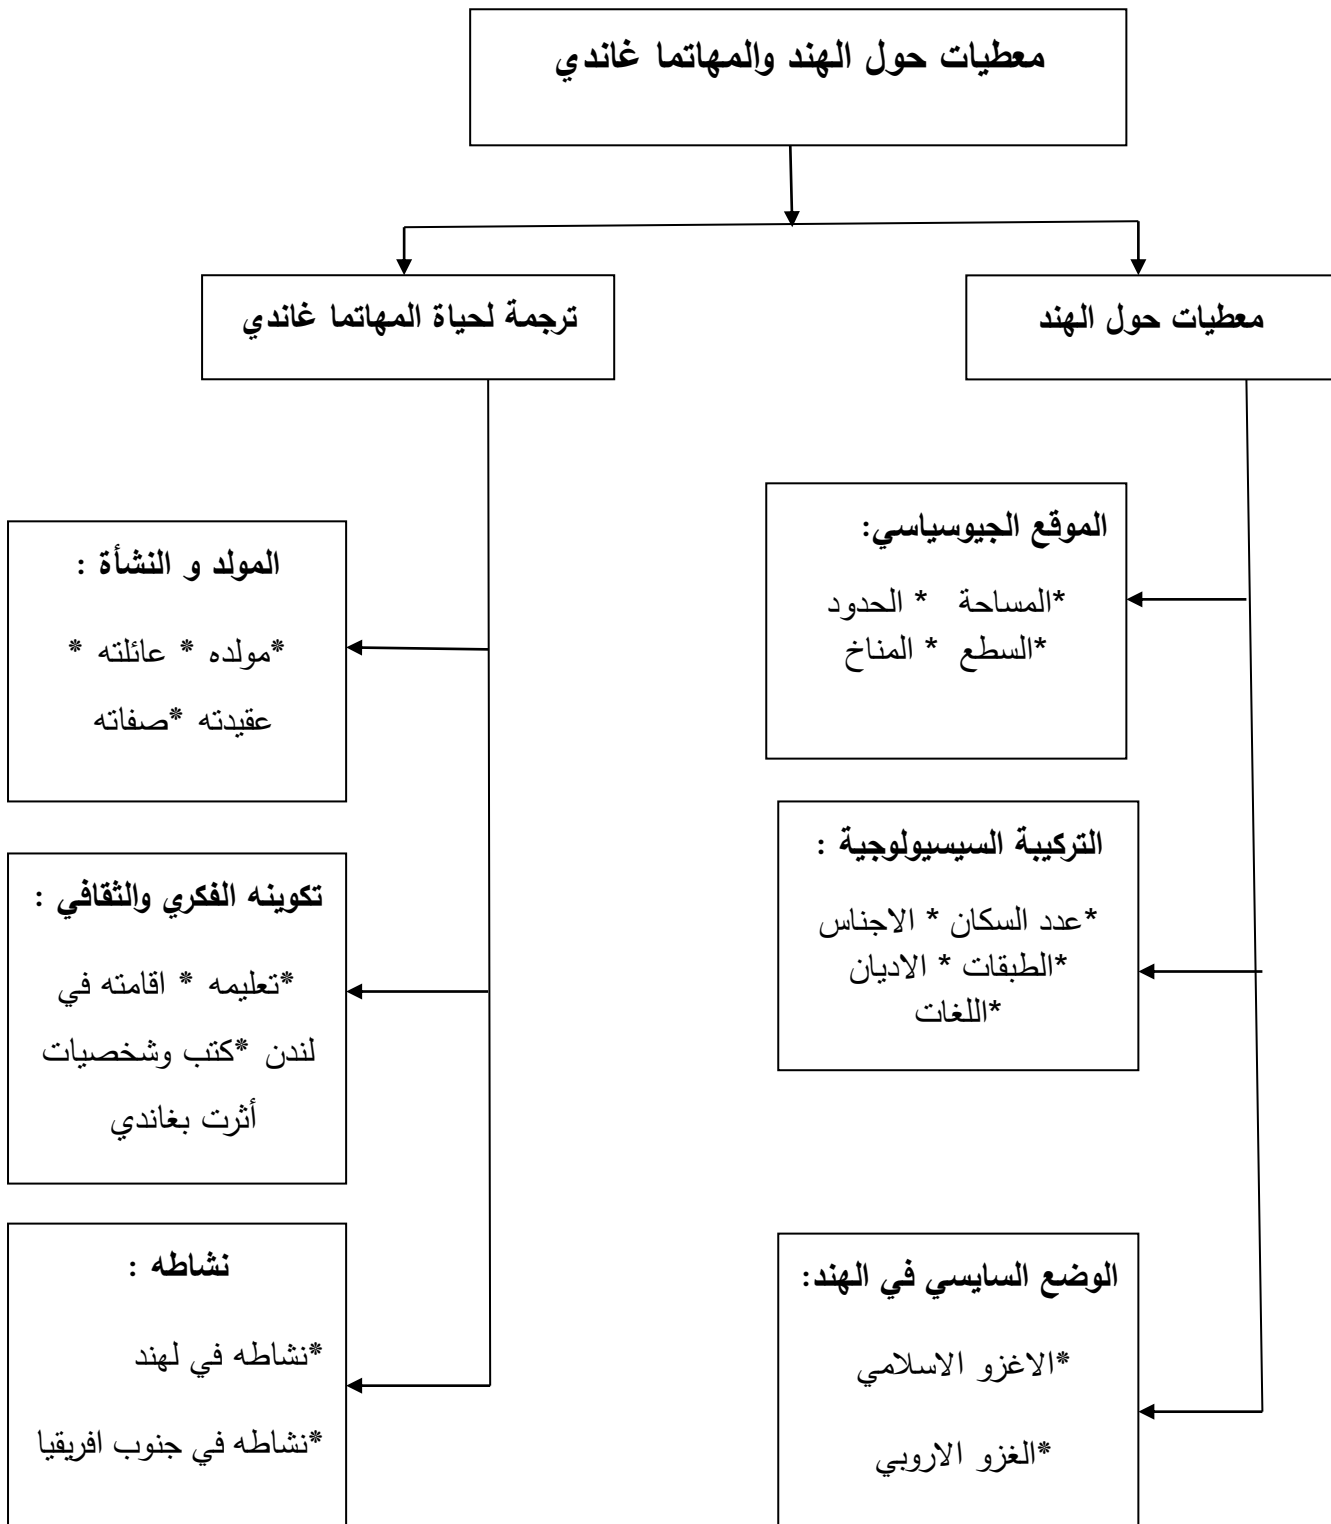 معطيات حول الهند والمهاتما غاندي
معطيات حول الهند
ترجمة لحياة المهاتما غاندي
الموقع الجيوسياسي:
*المساحة * الحدود
*السطع * المناخ
التركيبة السيسيولوجية :
*عدد السكان * الاجناس
*الطبقات * الاديان
*اللغات
الوضع السايسي في الهند:
*الاغزو الاسلامي
*الغزو الاروبي
المولد و النشأة :
*مولده * عائلته *
عقيدته *صفاته
تكوينه الفكري والثقافي :
*تعليمه * اقامته في
لندن *كتب وشخصيات
أثرت بغاندي
نشاطه :
*نشاطه في لهند
*نشاطه في جنوب افريقيا